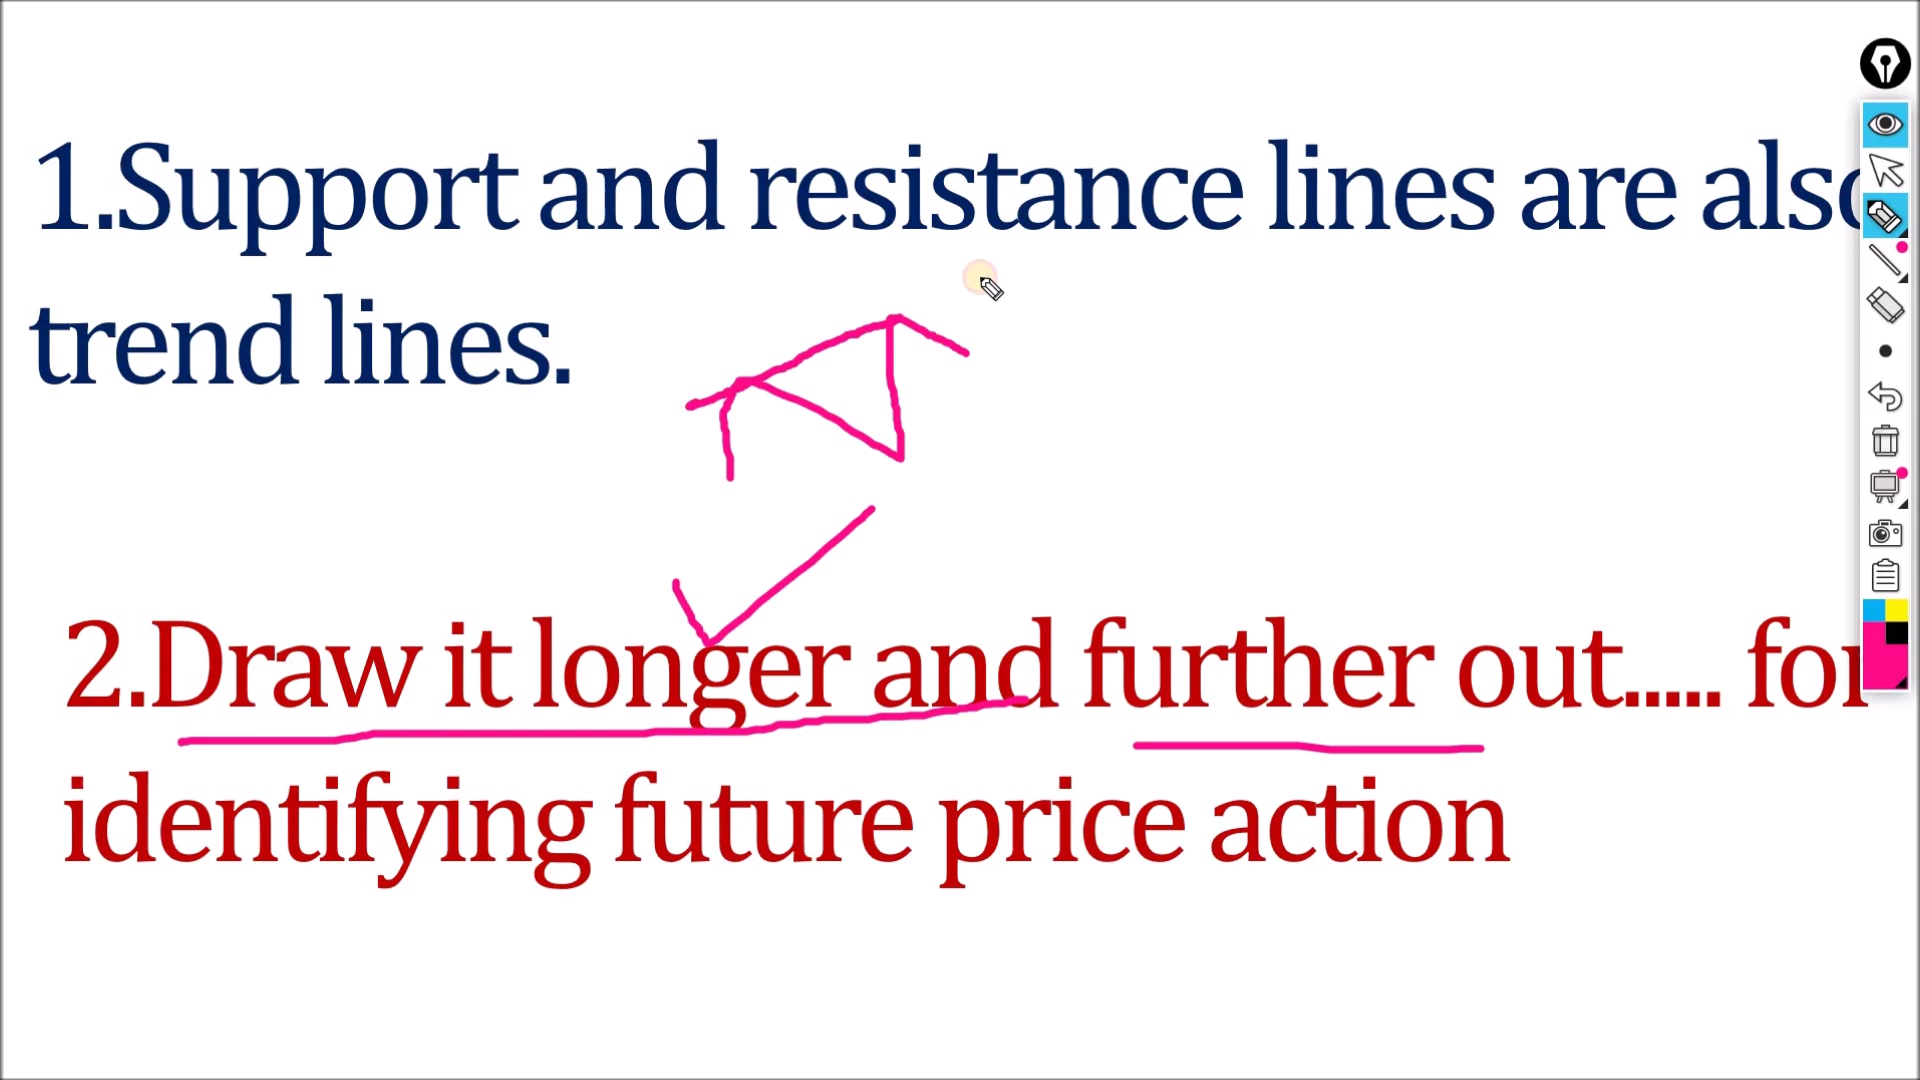 1.Support and resistance lines are also
trend lines.
2.Draw it longer and further out..... for
identifying future price action